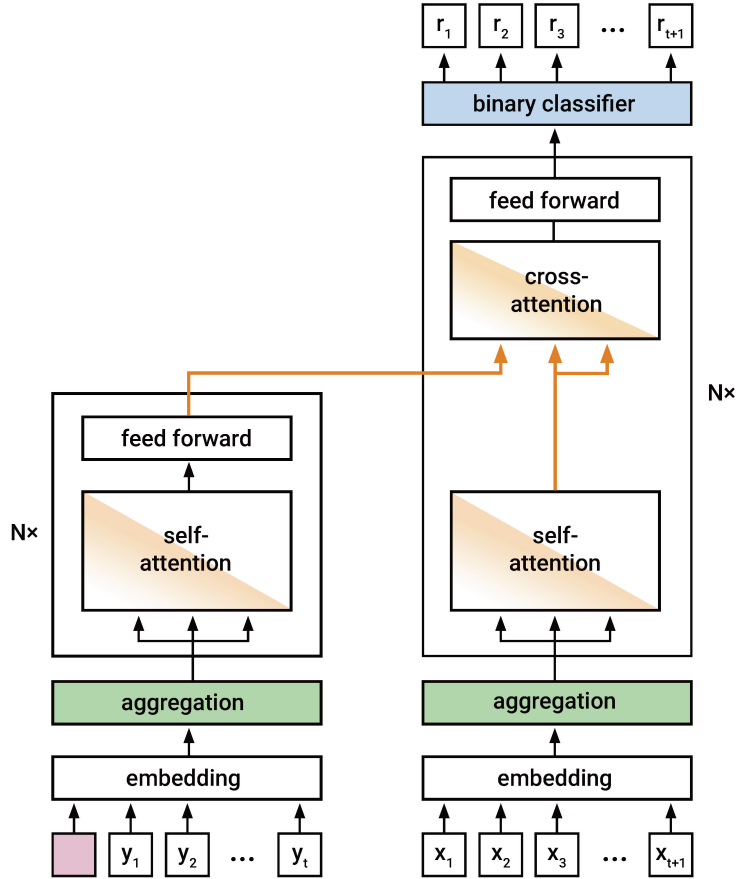 r₁ r₂ r₃ ... rₜ₊₁
binary classifier
feed forward
cross-
attention
N×
feed forward
self-
attention
N×
self-
attention
aggregation
aggregation
embedding
embedding
y₁ y₂ ... yₜ
x₁ x₂ x₃ ... xₜ₊₁